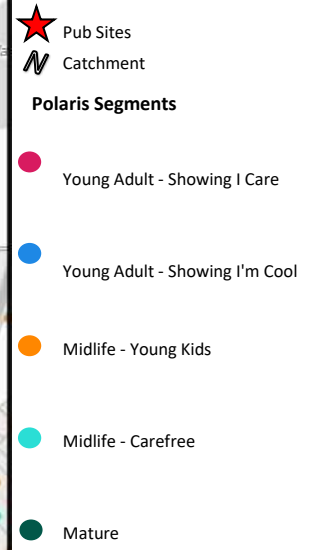 Pub Sites
Catchment
Polaris Segments
Young Adult - Showing I Care
Young Adult - Showing I'm Cool
Midlife - Young Kids
Midlife - Carefree
Mature